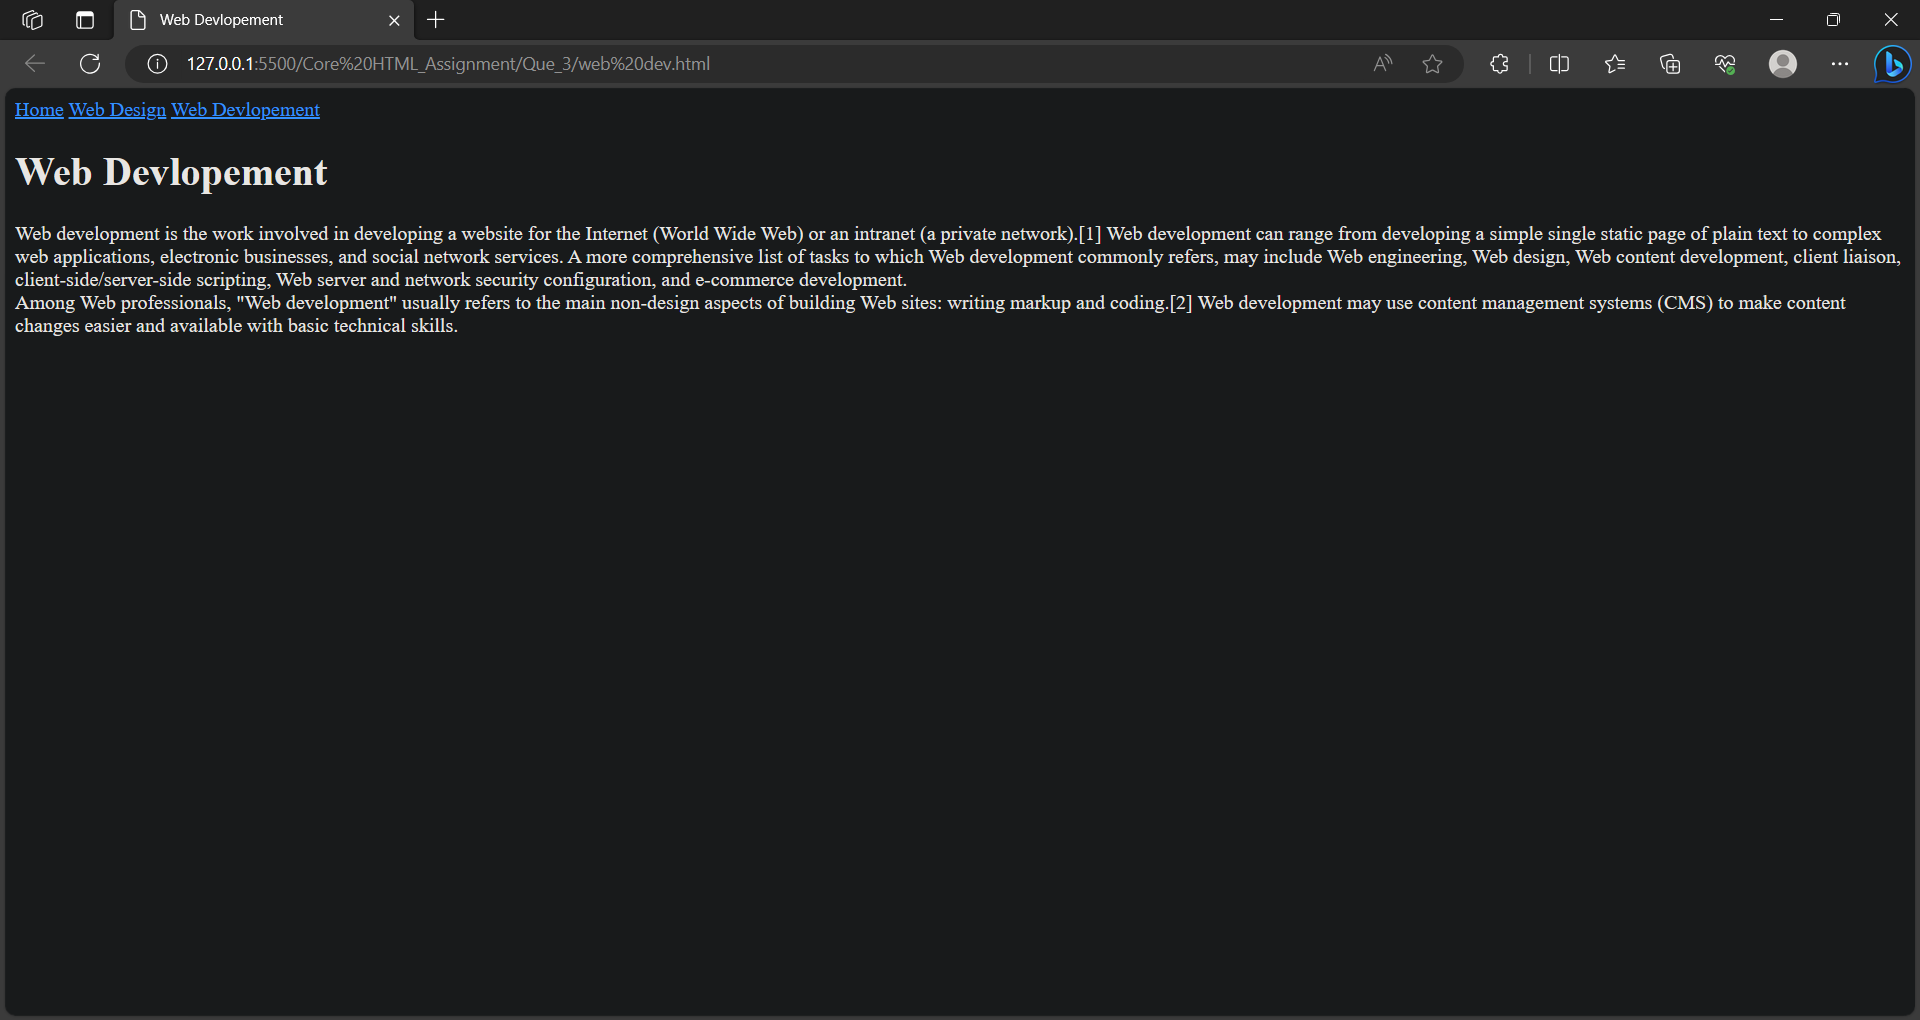 Web Devlopement
127.0.0.1:5500/Core%20HTML_Assignment/Que_3/web%20dev.html
Home Web Design Web Devlopement
Web Devlopement
Web development is the work involved in developing a website for the Internet (World Wide Web) or an intranet (a private network).[1] Web development can range from developing a simple single static page of plain text to complex
web applications, electronic businesses, and social network services. A more comprehensive list of tasks to which Web development commonly refers, may include Web engineering, Web design, Web content development, client liaison,
client-side/server-side scripting, Web server and network security configuration, and e-commerce development.
Among Web professionals, "Web development" usually refers to the main non-design aspects of building Web sites: writing markup and coding.[2] Web development may use content management systems (CMS) to make content
changes easier and available with basic technical skills.